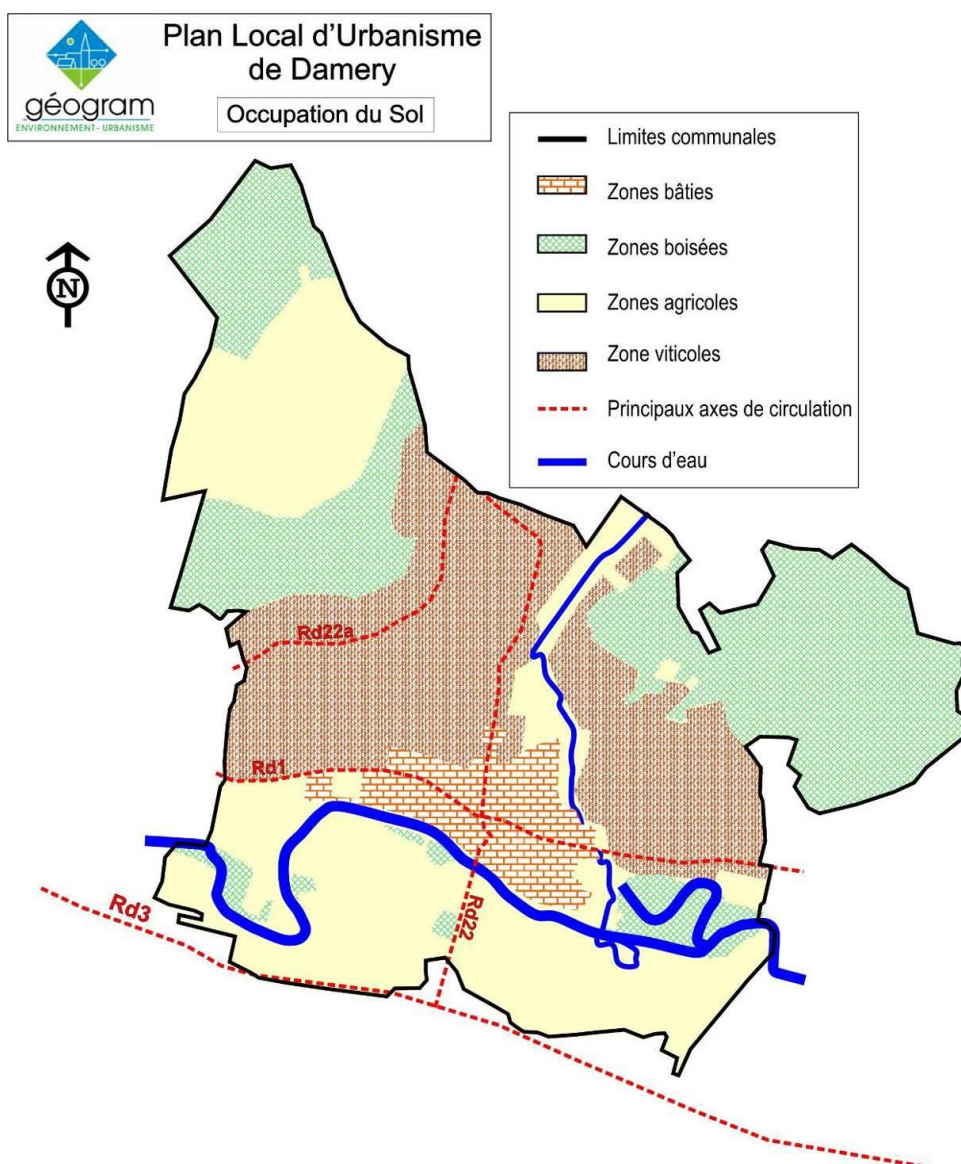 Plan Local d'Urbanisme
de Damery
Occupation du Sol
géogram
ENVIRONNEMENT - URBANISME
Limites communales
Zones bâties
Zones boisées
Zones agricoles
Zone viticoles
Principaux axes de circulation
Cours d'eau
N
Rd22a
Rd1
Rd22
Rd3